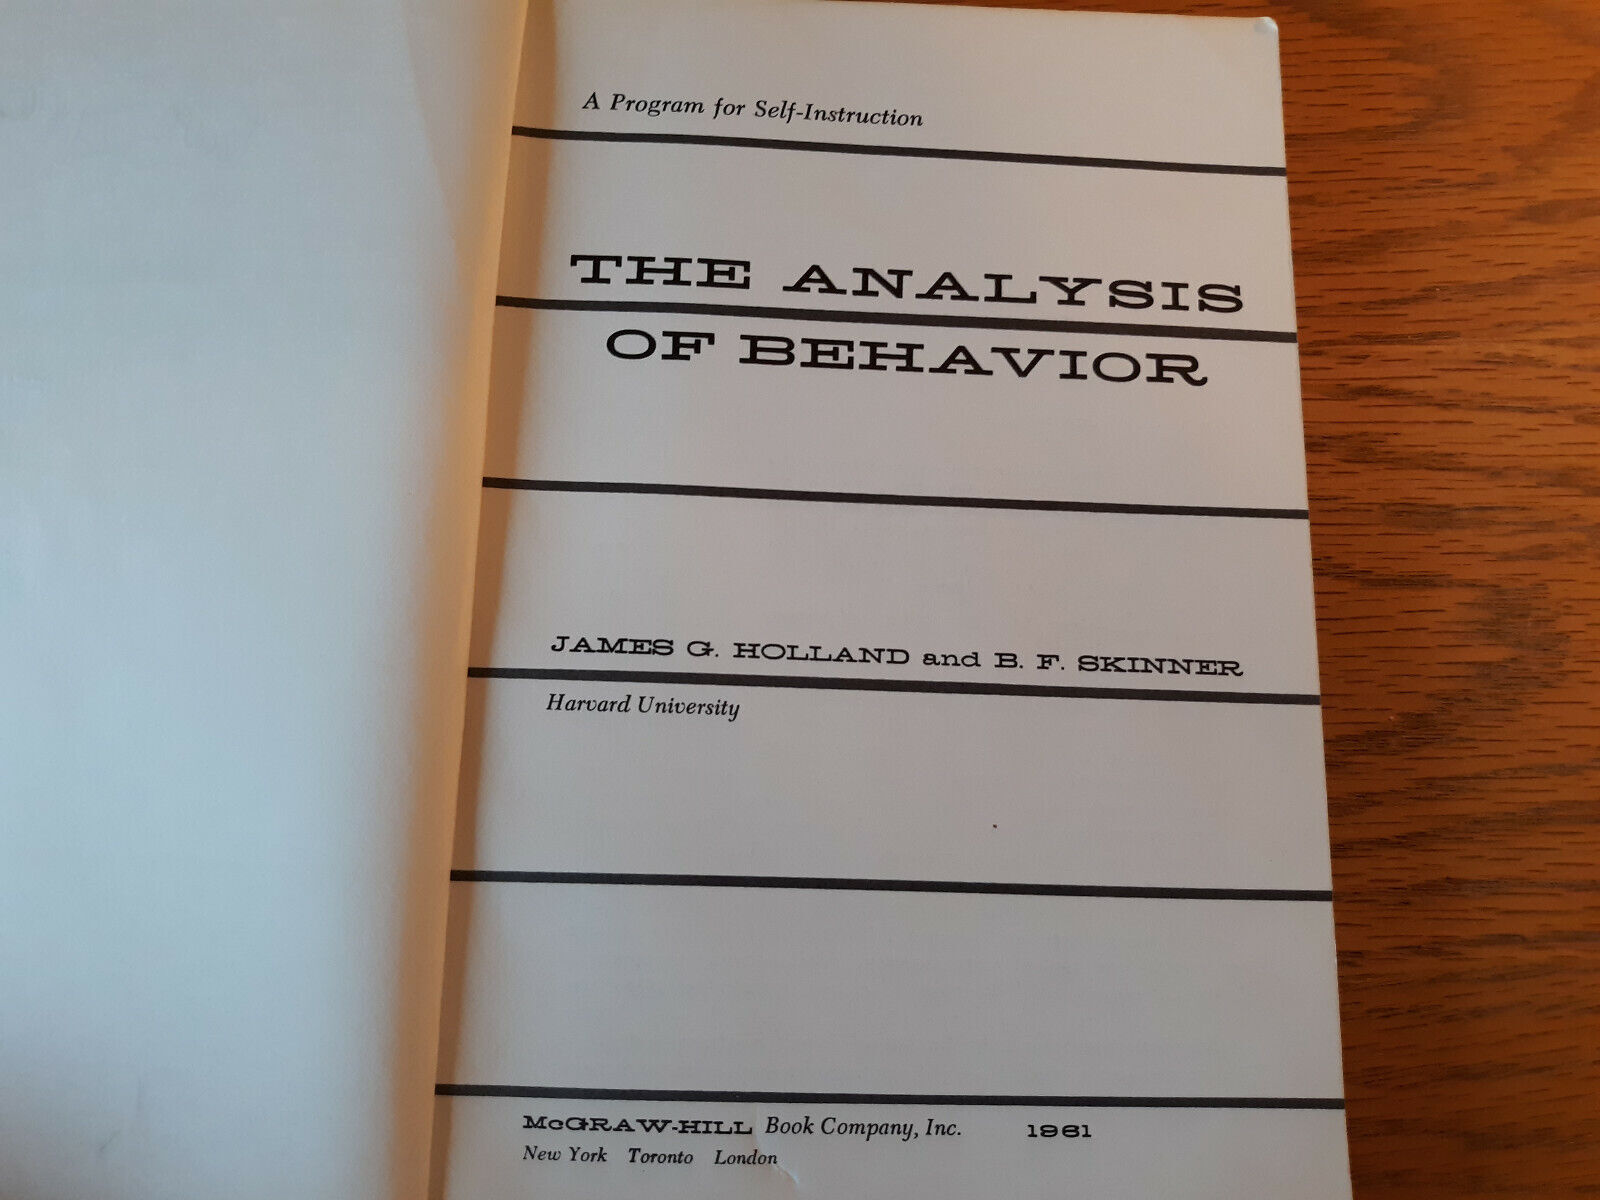 A Program for Self-Instruction
THE ANALYSIS
OF BEHAVIOR
JAMES G. HOLLAND and B. F. SKINNER
Harvard University
McGRAW-HILL Book Company, Inc. 1961
New York Toronto London